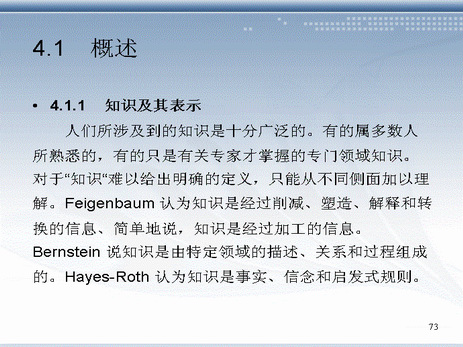 4.1 概述
• 4.1.1 知识及其表示
人们所涉及到的知识是十分广泛的。有的属多数人
所熟悉的，有的只是有关专家才掌握的专门领域知识。
对于“知识“难以给出明确的定义，只能从不同侧面加以理
解。Feigenbaum 认为知识是经过削减、塑造、解释和转
换的信息、简单地说，知识是经过加工的信息。
Bernstein 说知识是由特定领域的描述、关系和过程组成
的。Hayes-Roth 认为知识是事实、信念和启发式规则。
73